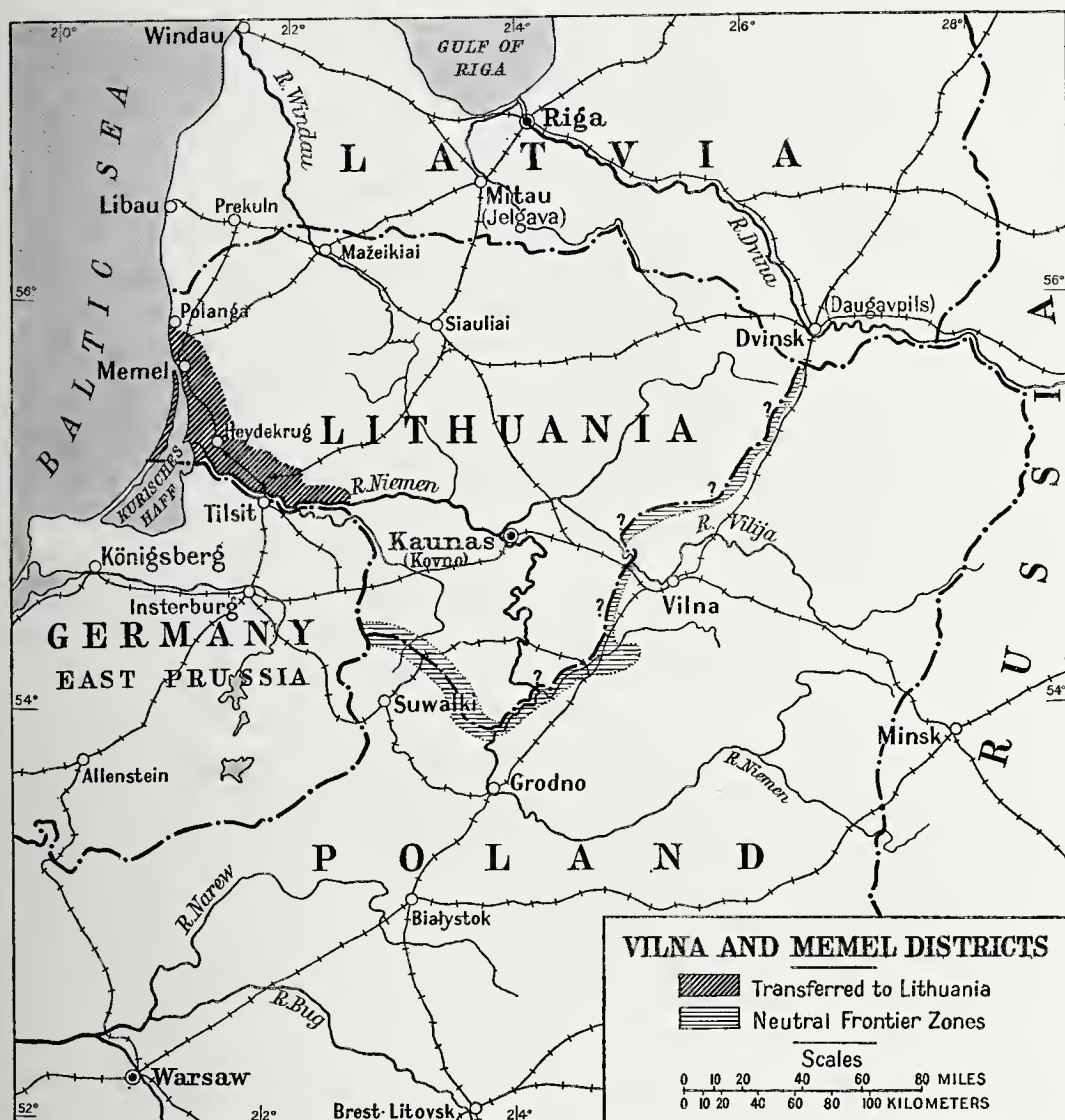 20°
22°
24°
26°
28°
Windau
GULF OF
RIGA
R. Windau
Riga
LATVIA
BALTIC SEA
Libau
Prekuln
Mitau
(Jelgava)
R. Dvina
Mažeikiai
56°
56°
Polanga
Siauliai
(Daugavpils)
Dvinsk
Memel
Heydekrug
LITHUANIA
?
RUSSIA
KURISCHES
HAFF
R. Niemen
?
Tilsit
?
R. Vilija
Kaunas
(Kovno)
Königsberg
Insterburg
?
Vilna
GERMANY
EAST PRUSSIA
?
54°
54°
Suwalki
Minsk
Allenstein
Grodno
R. Niemen
POLAND
R. Narew
Białystok
R. Bug
Warsaw
52°
22°
Brest-Litovsk
24°
VILNA AND MEMEL DISTRICTS
Transferred to Lithuania
Neutral Frontier Zones
Scales
0 10 20 40 60 80 MILES
0 10 20 40 60 80 100 KILOMETERS